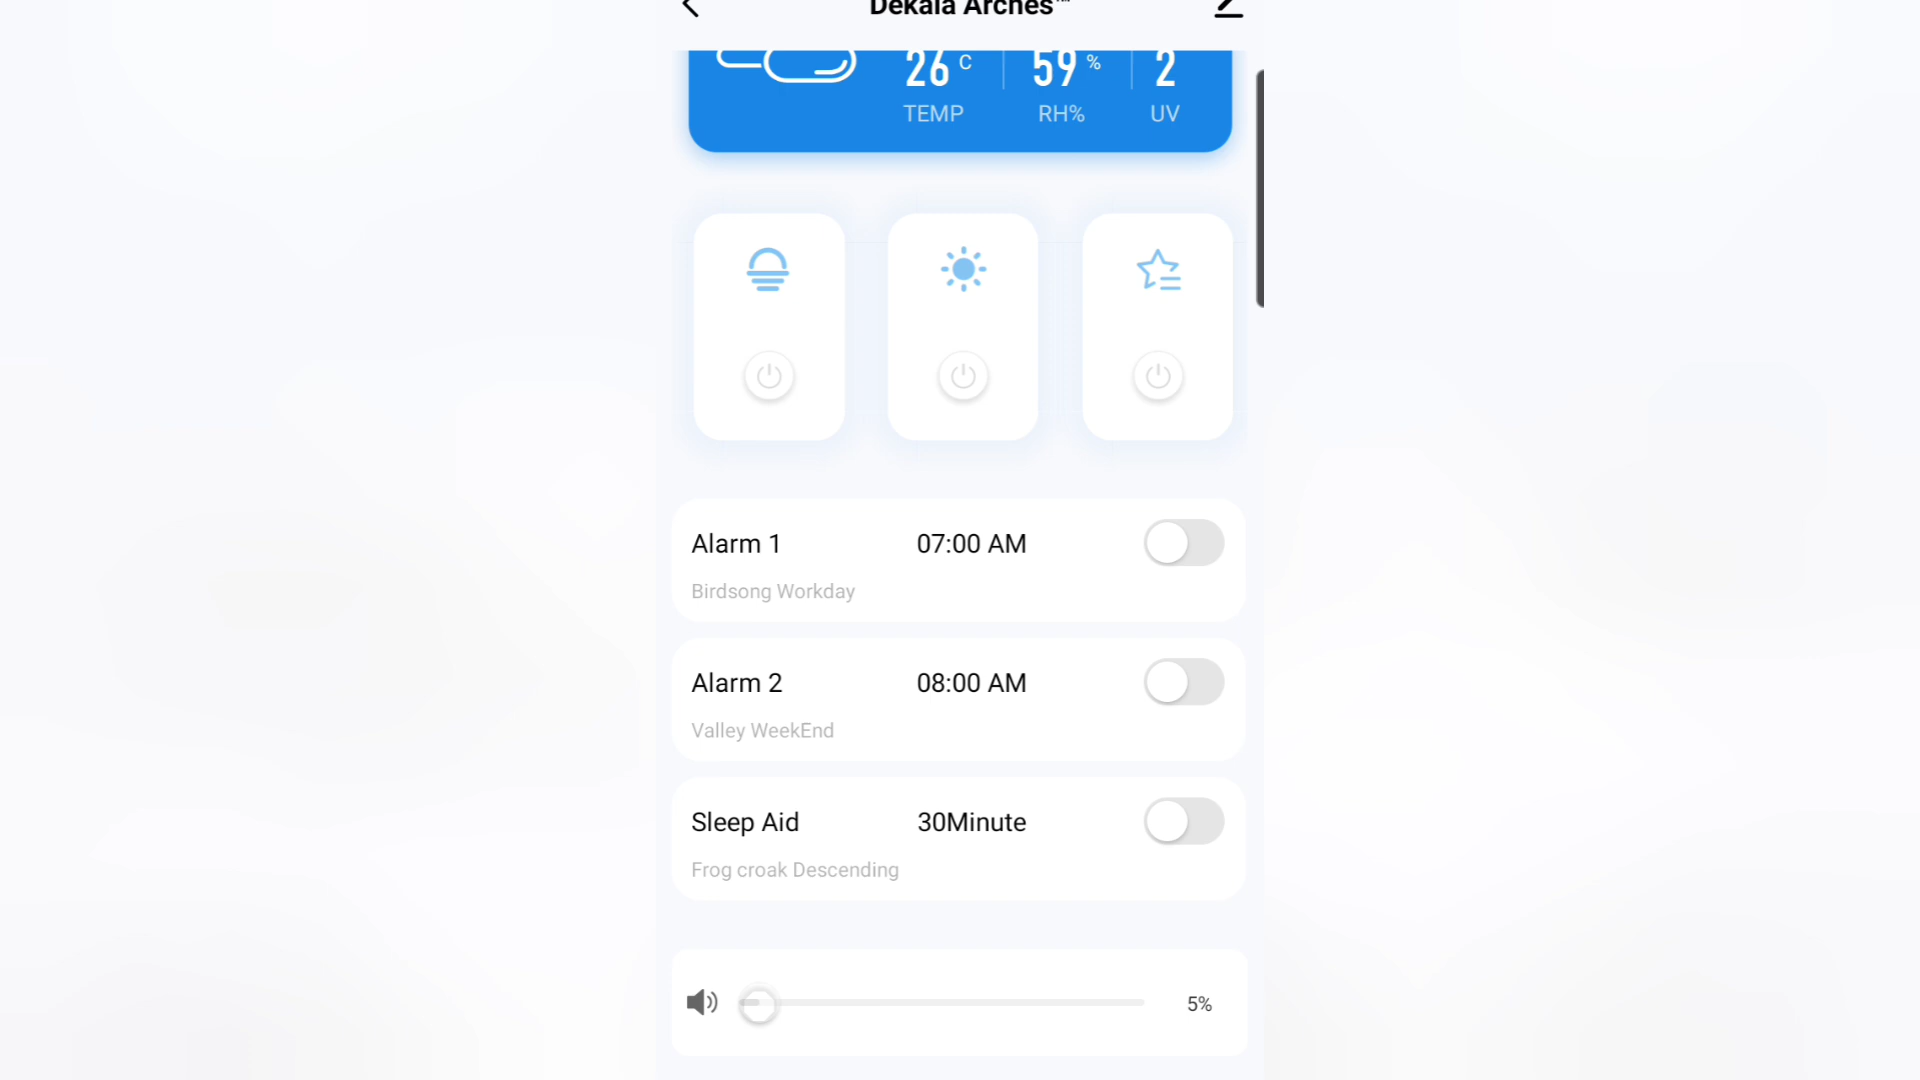 Dekala Arches™
26 C 59 % 2
TEMP RH% UV
Alarm 1 07:00 AM
Birdsong Workday
Alarm 2 08:00 AM
Valley WeekEnd
Sleep Aid 30Minute
Frog croak Descending
5%